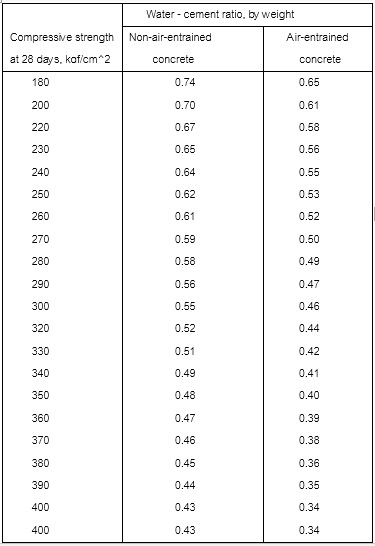 Water - cement ratio, by weight
Compressive strength Non-air-entrained Air-entrained
at 28 days, kgf/cm^2 concrete concrete
180 0.74 0.65
200 0.70 0.61
220 0.67 0.58
230 0.65 0.56
240 0.64 0.55
250 0.62 0.53
260 0.61 0.52
270 0.59 0.50
280 0.58 0.49
290 0.56 0.47
300 0.55 0.46
320 0.52 0.44
330 0.51 0.42
340 0.49 0.41
350 0.48 0.40
360 0.47 0.39
370 0.46 0.38
380 0.45 0.36
390 0.44 0.35
400 0.43 0.34
400 0.43 0.34